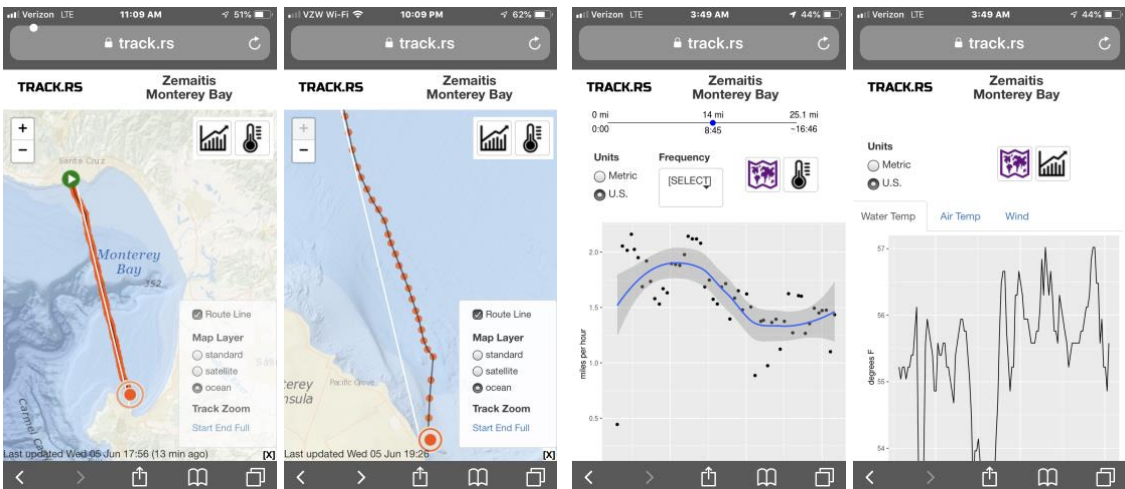 Verizon LTE 11:09 AM 51%
track.rs
TRACK.RS
Zemaitis
Monterey Bay
+
−
Santa Cruz
Monterey
Bay
352
Carmel Can
Route Line
Map Layer
standard
satellite
ocean
Track Zoom
Start End Full
Last updated Wed 05 Jun 17:56 (13 min ago) [X]
VZW Wi-Fi 10:09 PM 62%
track.rs
TRACK.RS
Zemaitis
Monterey Bay
+
−
terey
nsula
Pacific Grove
Route Line
Map Layer
standard
satellite
ocean
Track Zoom
Start End Full
Last updated Wed 05 Jun 19:26 [X]
Verizon LTE 3:49 AM 44%
track.rs
TRACK.RS
Zemaitis
Monterey Bay
0 mi 14 mi 25.1 mi
0:00 8:45 ~16:46
Units
Metric
U.S.
Frequency
[SELECT]
2.0
1.5
1.0
0.5
miles per hour
Verizon LTE 3:49 AM 44%
track.rs
TRACK.RS
Zemaitis
Monterey Bay
Units
Metric
U.S.
Water Temp Air Temp Wind
57
56
55
54
degrees F